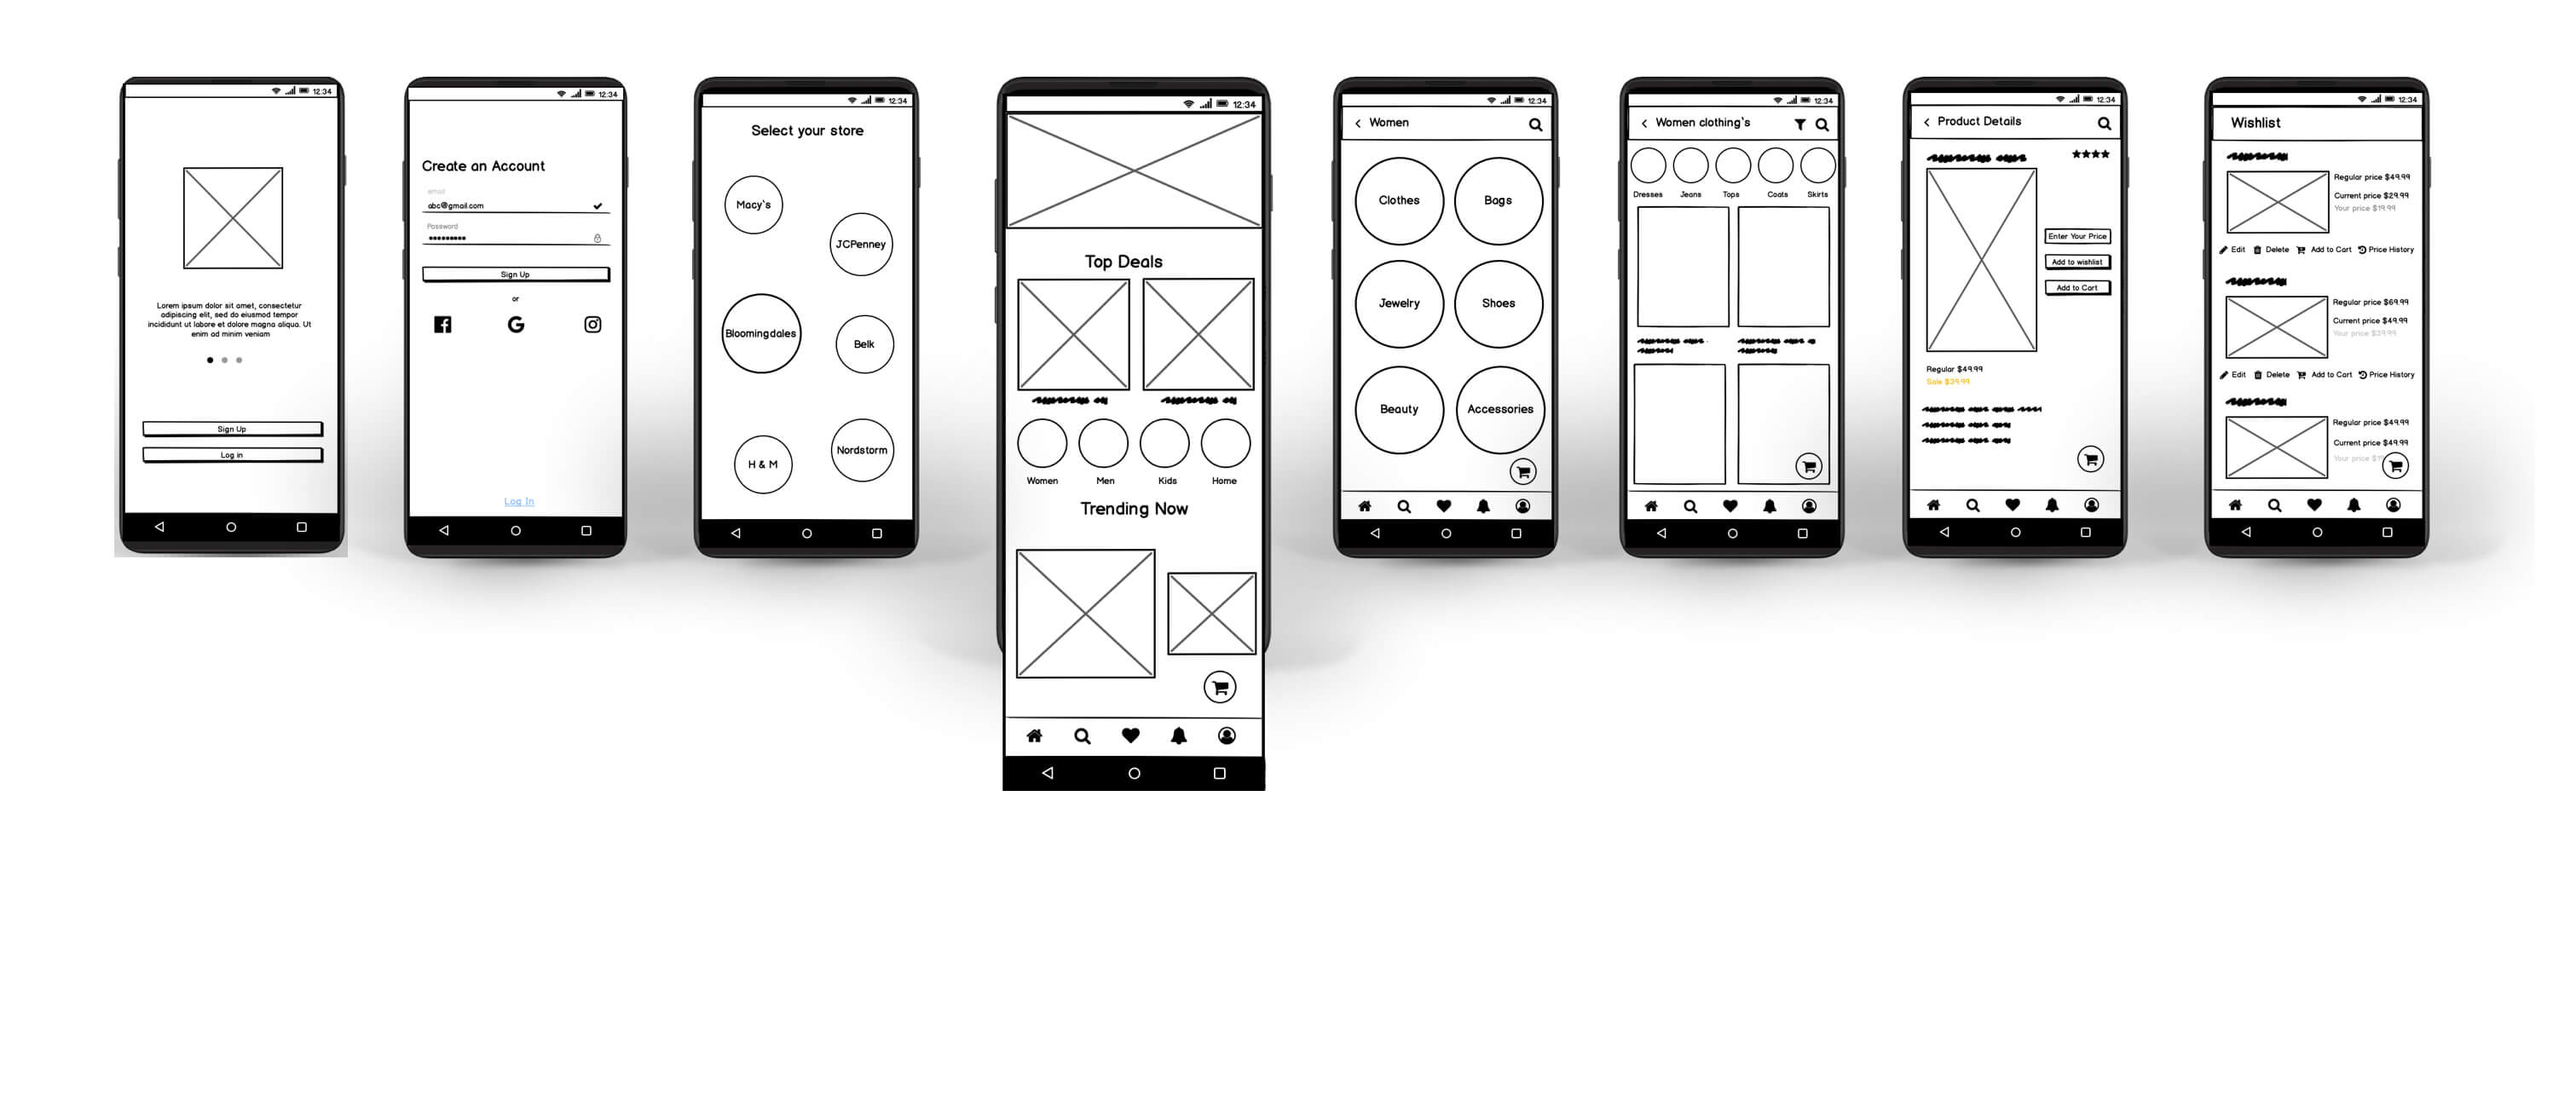 12:34
Lorem ipsum dolor sit amet, consectetur
adipiscing elit, sed do eiusmod tempor
incididunt ut labore et dolore magna aliqua. Ut
enim ad minim veniam
Sign Up
Log in
12:34
Create an Account
email
abc@gmail.com
Password
Sign Up
or
Log In
12:34
Select your store
Macy's
JCPenney
Bloomingdales
Belk
H & M
Nordstorm
12:34
Top Deals
Women Men Kids Home
Trending Now
12:34
Women
Clothes Bags
Jewelry Shoes
Beauty Accessories
12:34
Women clothing's
Dresses Jeans Tops Coats Skirts
12:34
Product Details
Enter Your Price
Add to wishlist
Add to Cart
Regular $49.99
Sale $39.99
12:34
Wishlist
Regular price $49.99
Current price $29.99
Your price $19.99
Edit Delete Add to Cart Price History
Regular price $69.99
Current price $49.99
Your price $39.99
Edit Delete Add to Cart Price History
Regular price $49.99
Current price $49.99
Your price